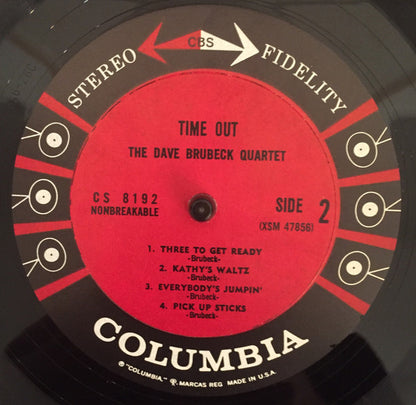 CBS
STEREO FIDELITY
TIME OUT
THE DAVE BRUBECK QUARTET
CS 8192
NONBREAKABLE
SIDE 2
(XSM 47856)
1. THREE TO GET READY
-Brubeck-
2. KATHY'S WALTZ
-Brubeck-
3. EVERYBODY'S JUMPIN'
-Brubeck-
4. PICK UP STICKS
-Brubeck-
COLUMBIA
® "COLUMBIA," MARCAS REG. MADE IN U.S.A.